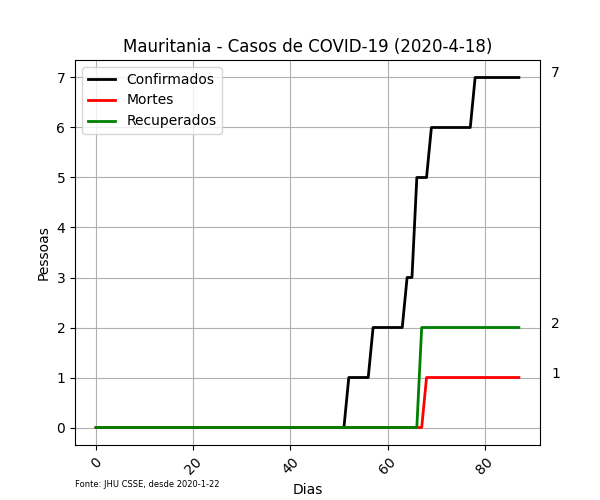 Mauritania - Casos de COVID-19 (2020-4-18)
Confirmados
Mortes
Recuperados
7
6
5
4
3
2
1
0
Pessoas
7
2
1
0
20
40
60
80
Dias
Fonte: JHU CSSE, desde 2020-1-22